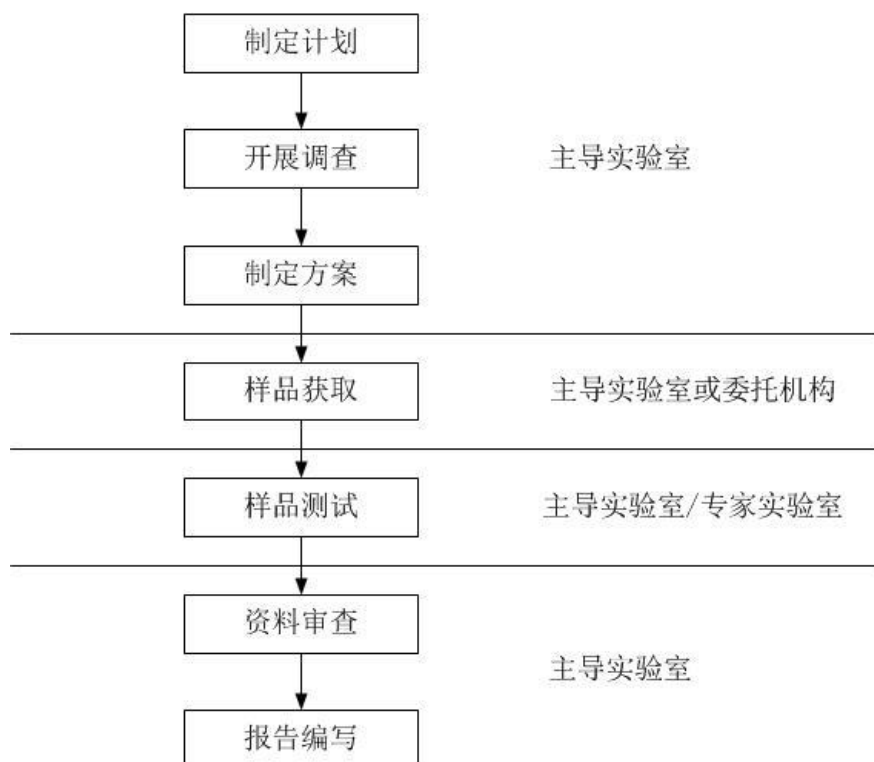 制定计划
开展调查
主导实验室
制定方案
样品获取
主导实验室或委托机构
样品测试
主导实验室/专家实验室
资料审查
主导实验室
报告编写